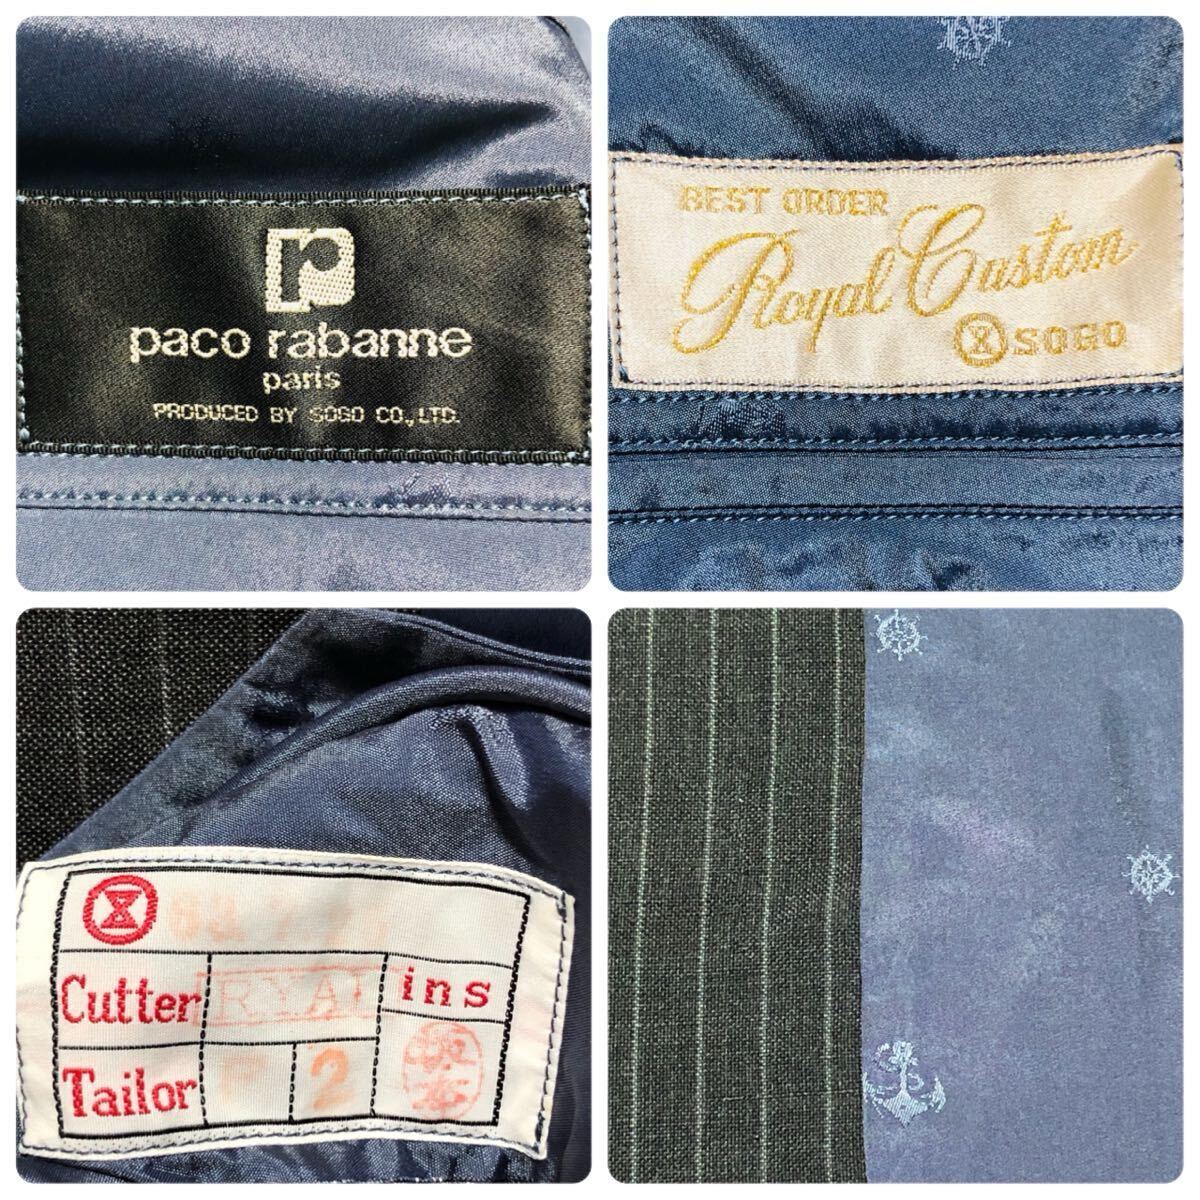 paco rabanne
paris
PRODUCED BY SOGO CO.,LTD.
BEST ORDER
Royal Custom
SOGO
Cutter
ins
Tailor
2